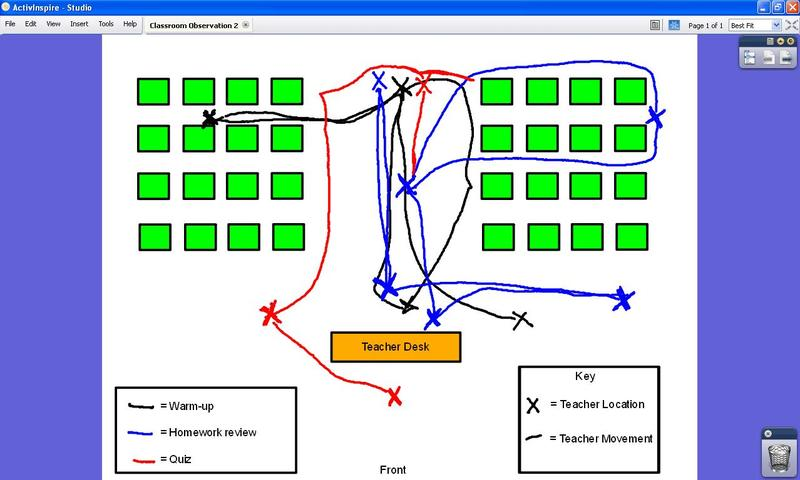 ActivInspire - Studio
File Edit View Insert Tools Help
Classroom Observation 2
Page 1 of 1
Best Fit
Teacher Desk
= Warm-up
= Homework review
= Quiz
Key
= Teacher Location
= Teacher Movement
Front